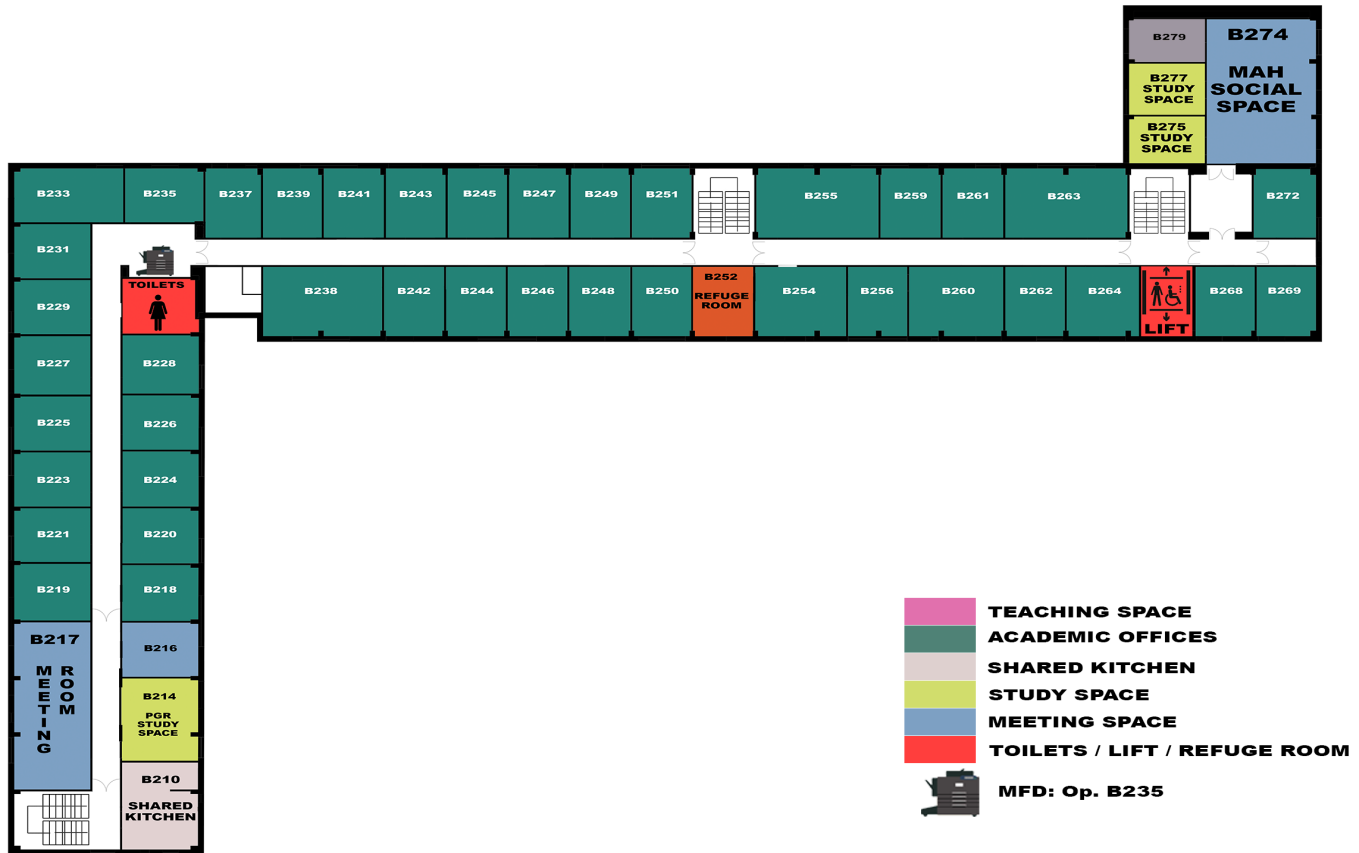 B279
B274
MAH
SOCIAL
SPACE
B277
STUDY
SPACE
B275
STUDY
SPACE
B233
B235
B237
B239
B241
B243
B245
B247
B249
B251
B255
B259
B261
B263
B272
B231
TOILETS
B238
B242
B244
B246
B248
B250
B252
REFUGE
ROOM
B254
B256
B260
B262
B264
LIFT
B268
B269
B229
B227
B228
B225
B226
B223
B224
B221
B220
B219
B218
B217
MEETING
ROOM
B216
B214
PGR
STUDY
SPACE
B210
SHARED
KITCHEN
TEACHING SPACE
ACADEMIC OFFICES
SHARED KITCHEN
STUDY SPACE
MEETING SPACE
TOILETS / LIFT / REFUGE ROOM
MFD: Op. B235